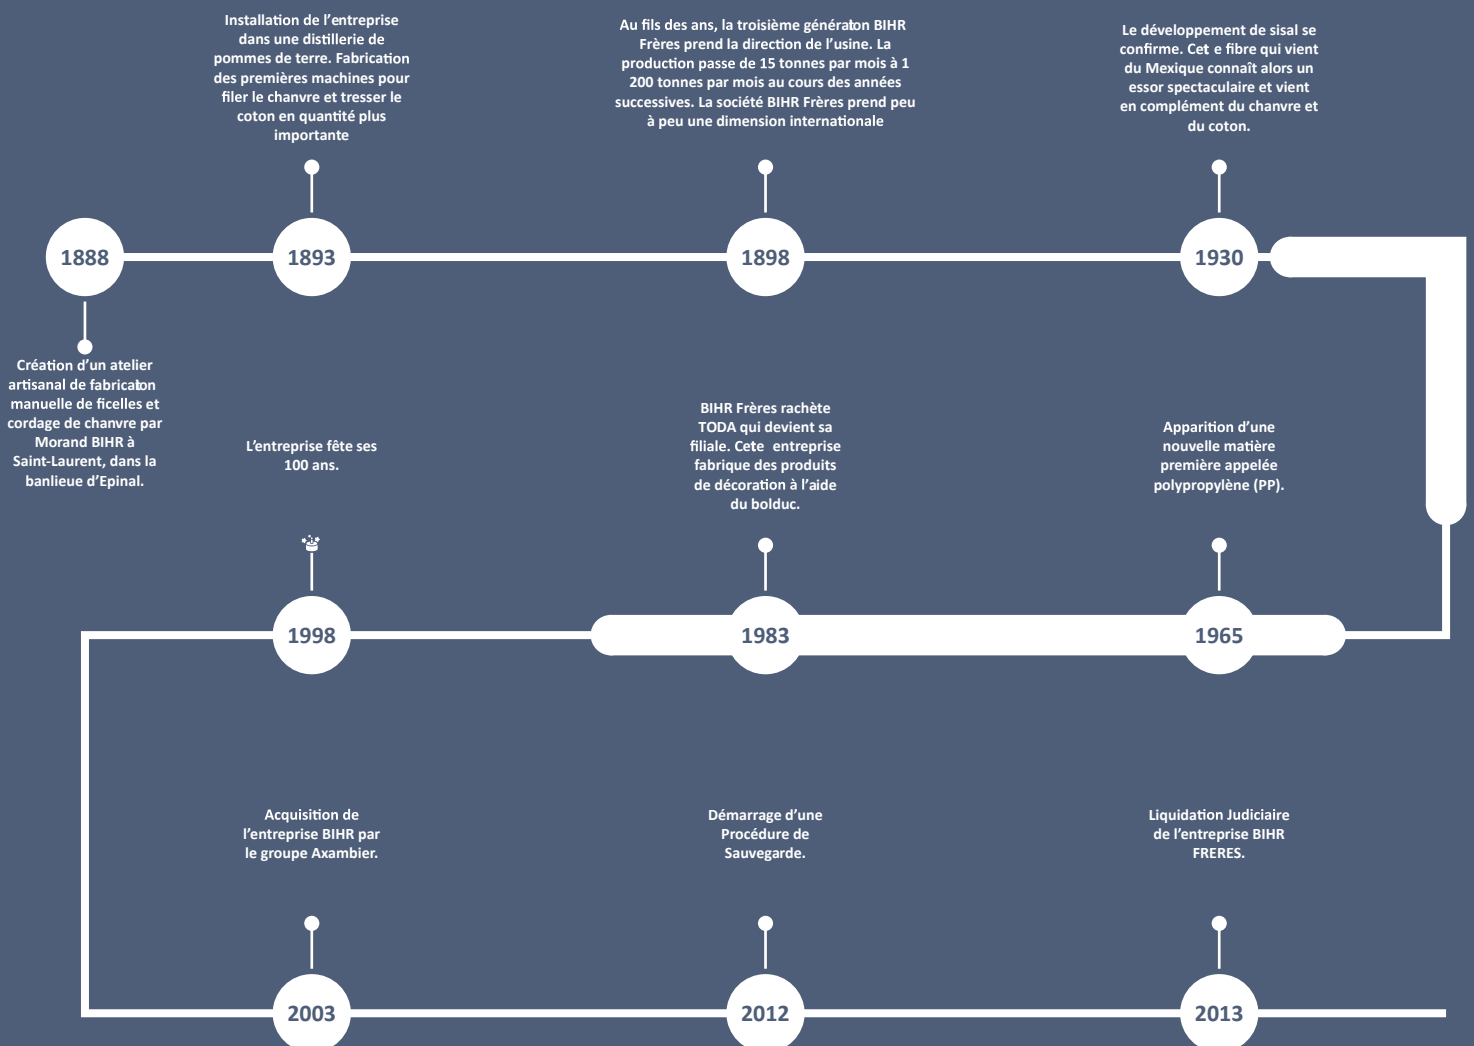 Installation de l'entreprise
dans une distillerie de
pommes de terre. Fabrication
des premières machines pour
filer le chanvre et tresser le
coton en quantité plus
importante
Au fils des ans, la troisième génératon BIHR
Frères prend la direction de l'usine. La
production passe de 15 tonnes par mois à 1
200 tonnes par mois au cours des années
successives. La société BIHR Frères prend peu
à peu une dimension internationale
Le développement de sisal se
confirme. Cet e fibre qui vient
du Mexique connaît alors un
essor spectaculaire et vient
en complément du chanvre et
du coton.
1888
1893
1898
1930
Création d'un atelier
artisanal de fabricaton
manuelle de ficelles et
cordage de chanvre par
Morand BIHR à
Saint-Laurent, dans la
banlieue d'Epinal.
L'entreprise fête ses
100 ans.
BIHR Frères rachète
TODA qui devient sa
filiale. Cete entreprise
fabrique des produits
de décoration à l'aide
du bolduc.
Apparition d'une
nouvelle matière
première appelée
polypropylène (PP).
1998
1983
1965
Acquisition de
l'entreprise BIHR par
le groupe Axambier.
Démarrage d'une
Procédure de
Sauvegarde.
Liquidation Judiciaire
de l'entreprise BIHR
FRERES.
2003
2012
2013